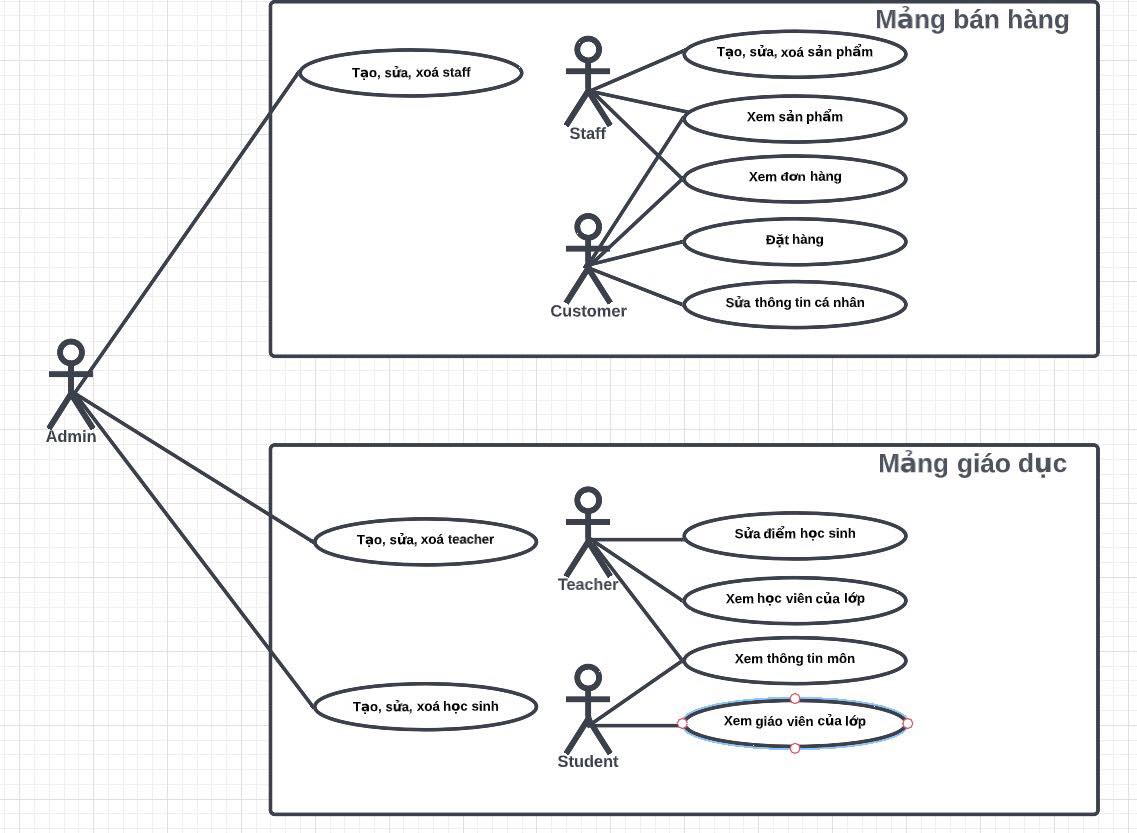 Mảng bán hàng
Tạo, sửa, xoá staff
Staff
Tạo, sửa, xoá sản phẩm
Xem sản phẩm
Xem đơn hàng
Đặt hàng
Customer
Sửa thông tin cá nhân
Admin
Mảng giáo dục
Tạo, sửa, xoá teacher
Teacher
Sửa điểm học sinh
Xem học viên của lớp
Xem thông tin môn
Tạo, sửa, xoá học sinh
Student
Xem giáo viên của lớp